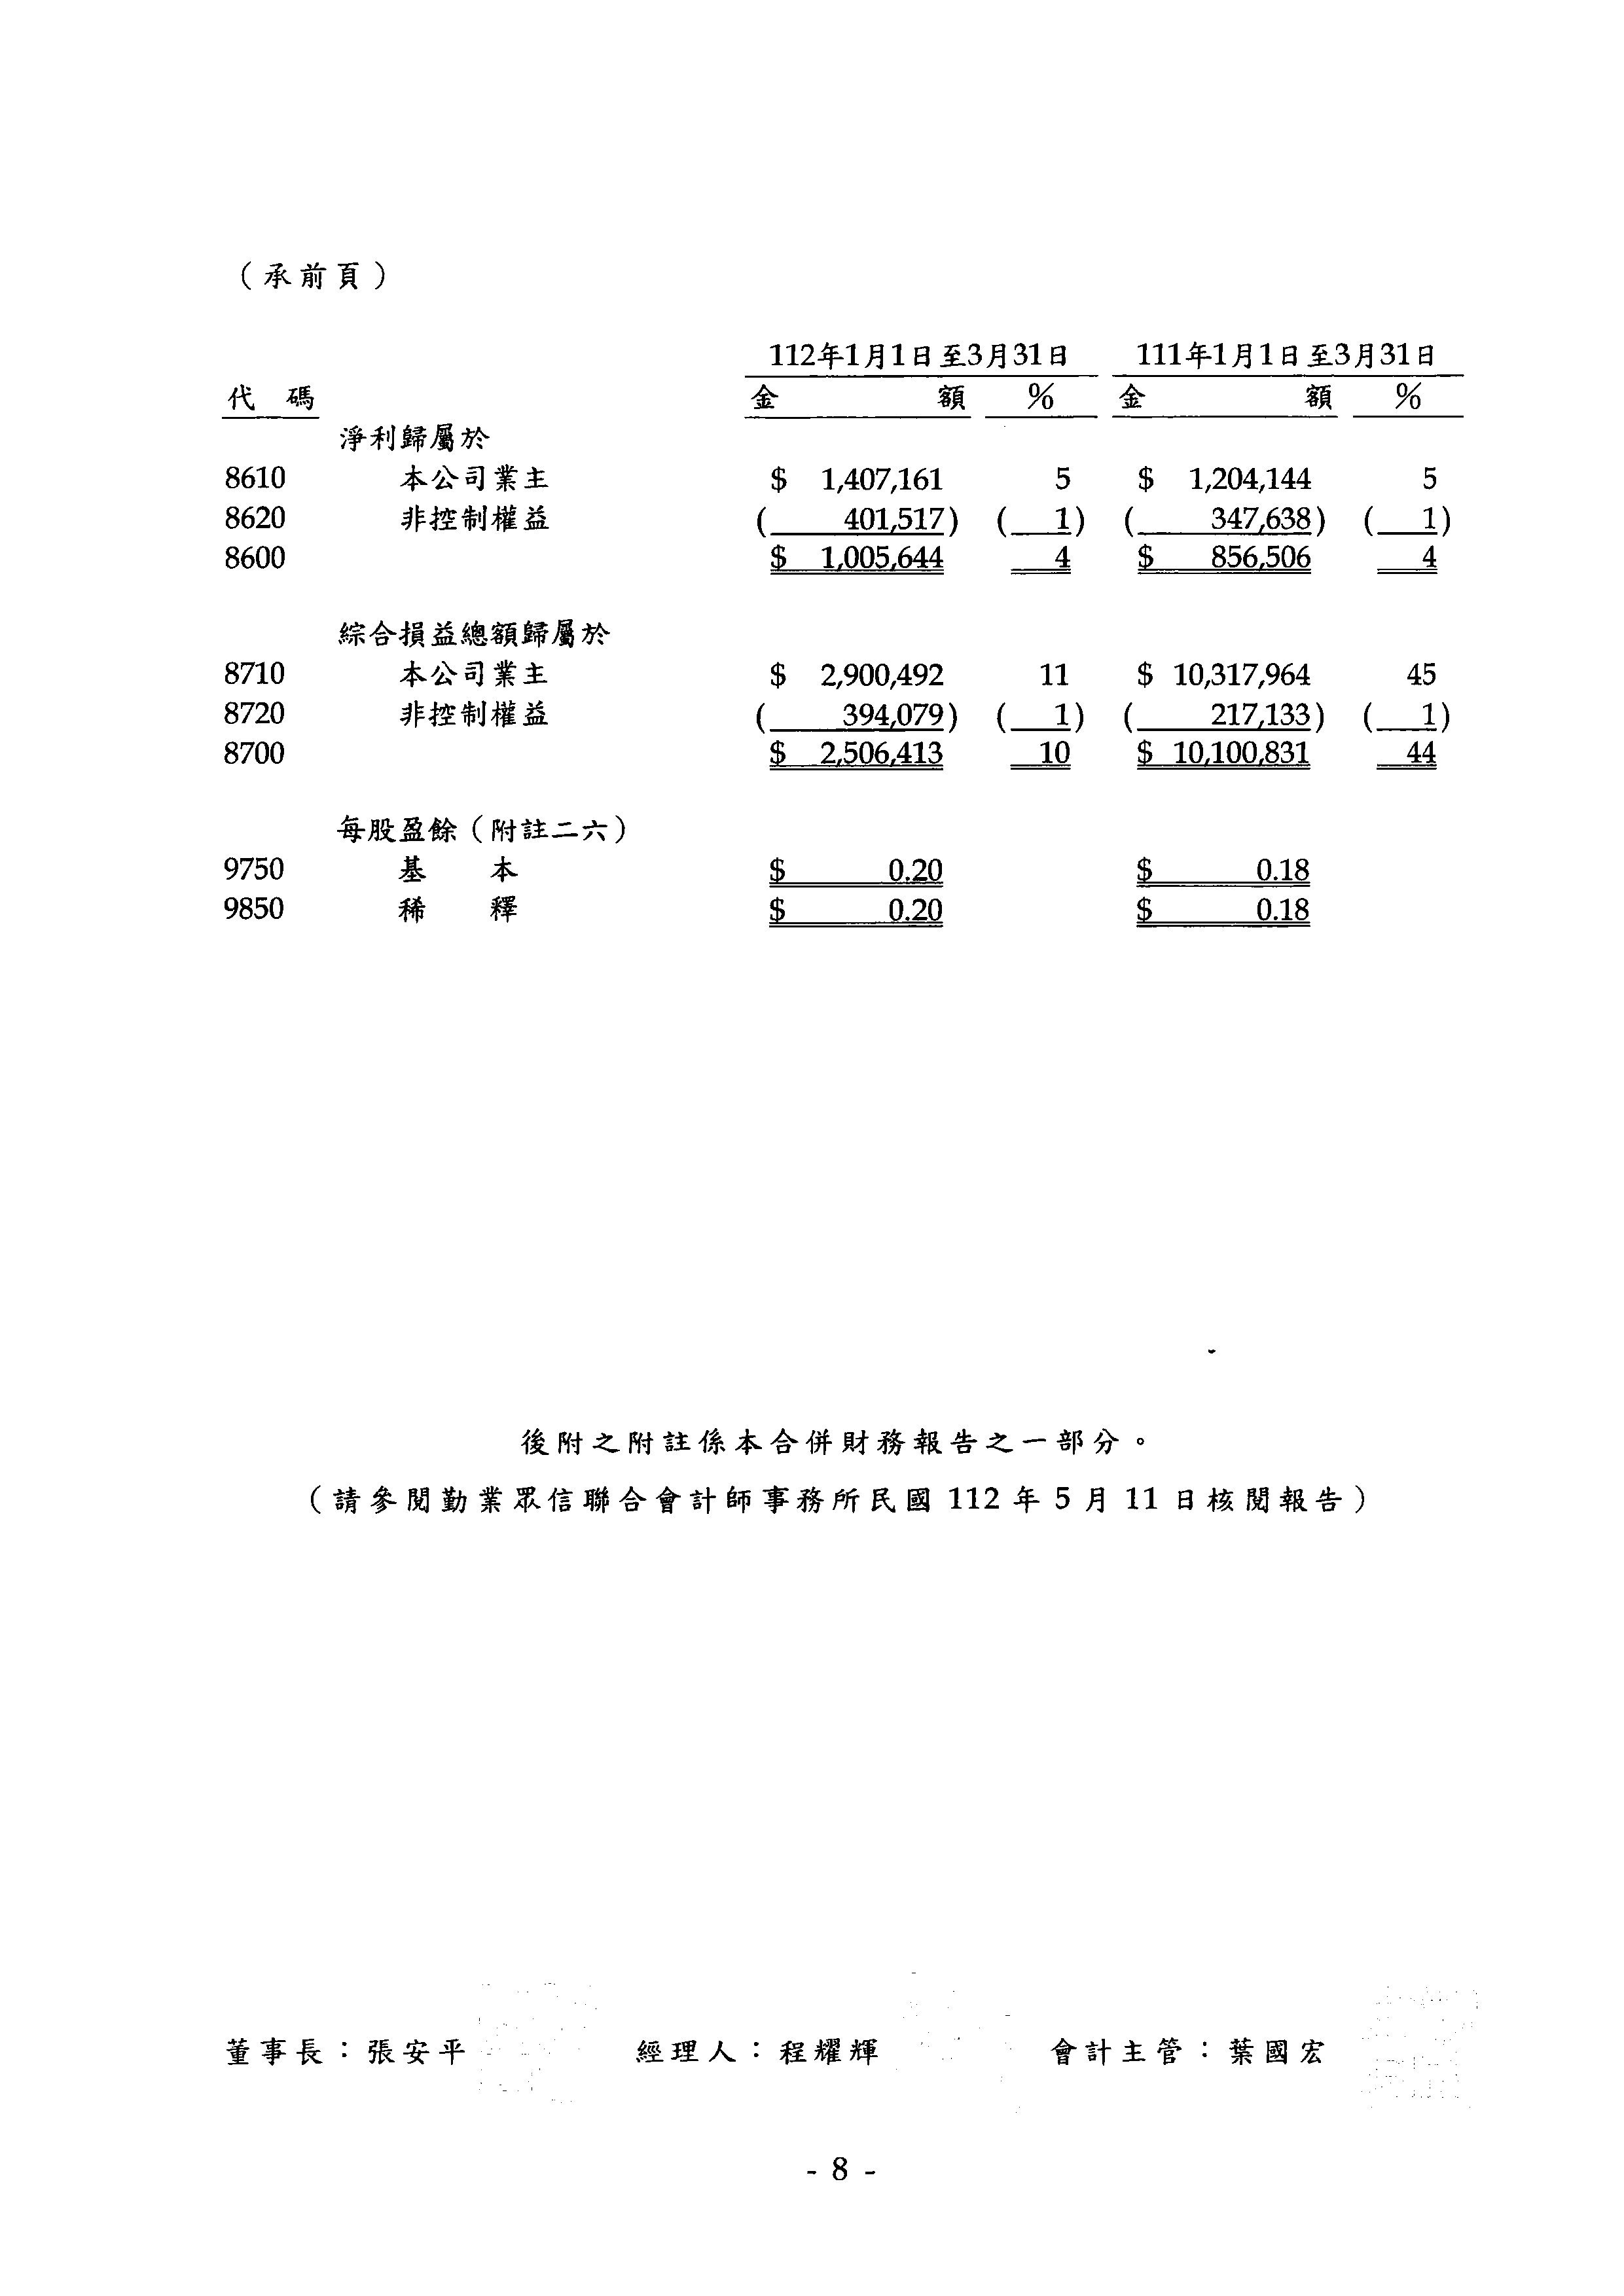 （承前頁）
112年1月1日至3月31日 111年1月1日至3月31日
代 碼 金 額 % 金 額 %
淨利歸屬於
8610 本公司業主 $ 1,407,161 5 $ 1,204,144 5
8620 非控制權益 ( 401,517) ( 1) ( 347,638) ( 1)
8600 $ 1,005,644 4 $ 856,506 4
綜合損益總額歸屬於
8710 本公司業主 $ 2,900,492 11 $ 10,317,964 45
8720 非控制權益 ( 394,079) ( 1) ( 217,133) ( 1)
8700 $ 2,506,413 10 $ 10,100,831 44
每股盈餘（附註二六）
9750 基 本 $ 0.20 $ 0.18
9850 稀 釋 $ 0.20 $ 0.18
後附之附註係本合併財務報告之一部分。
（請參閱勤業眾信聯合會計師事務所民國 112 年 5 月 11 日核閱報告）
董事長：張安平 經理人：程耀輝 會計主管：葉國宏
- 8 -